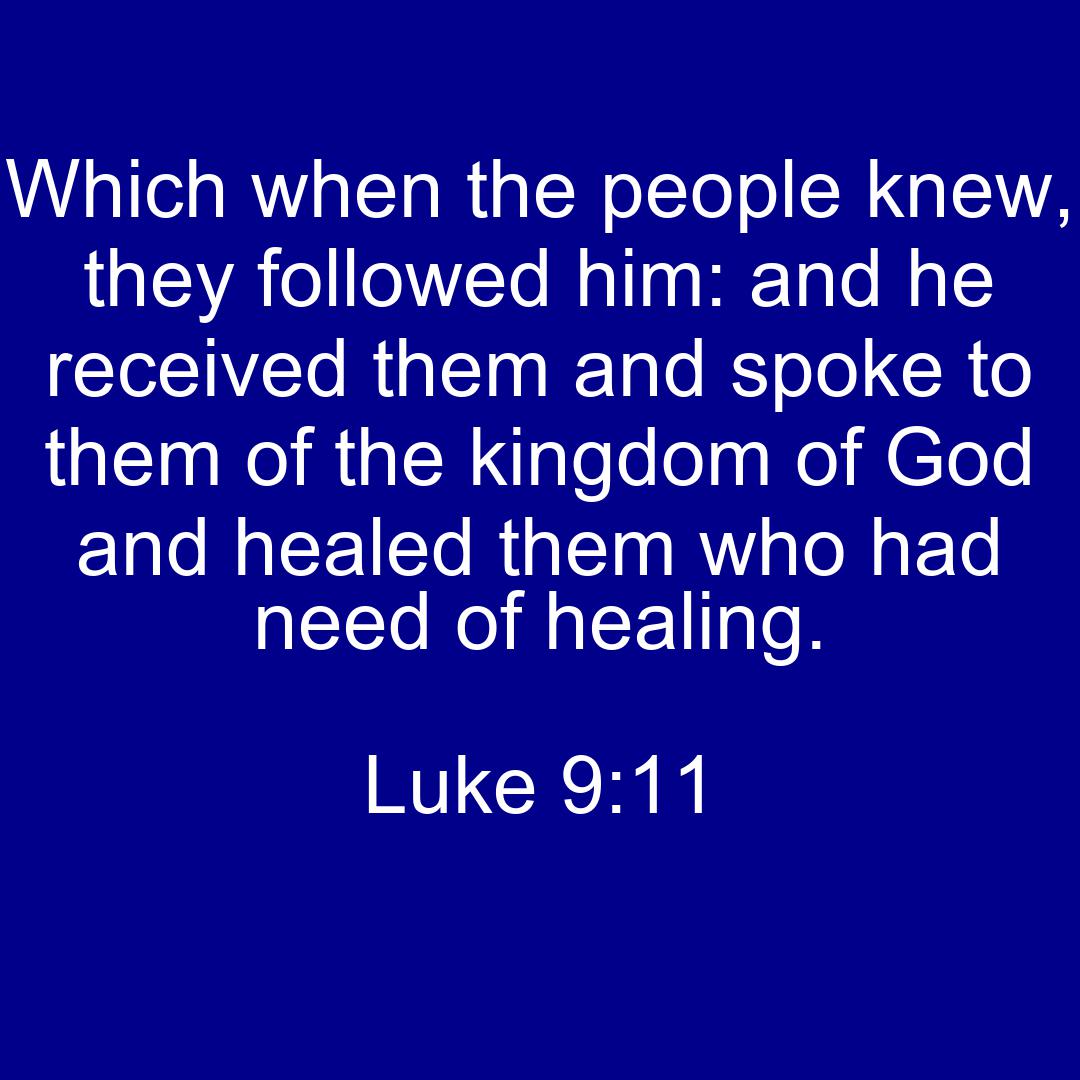 Which when the people knew,
they followed him: and he
received them and spoke to
them of the kingdom of God
and healed them who had
need of healing.
Luke 9:11